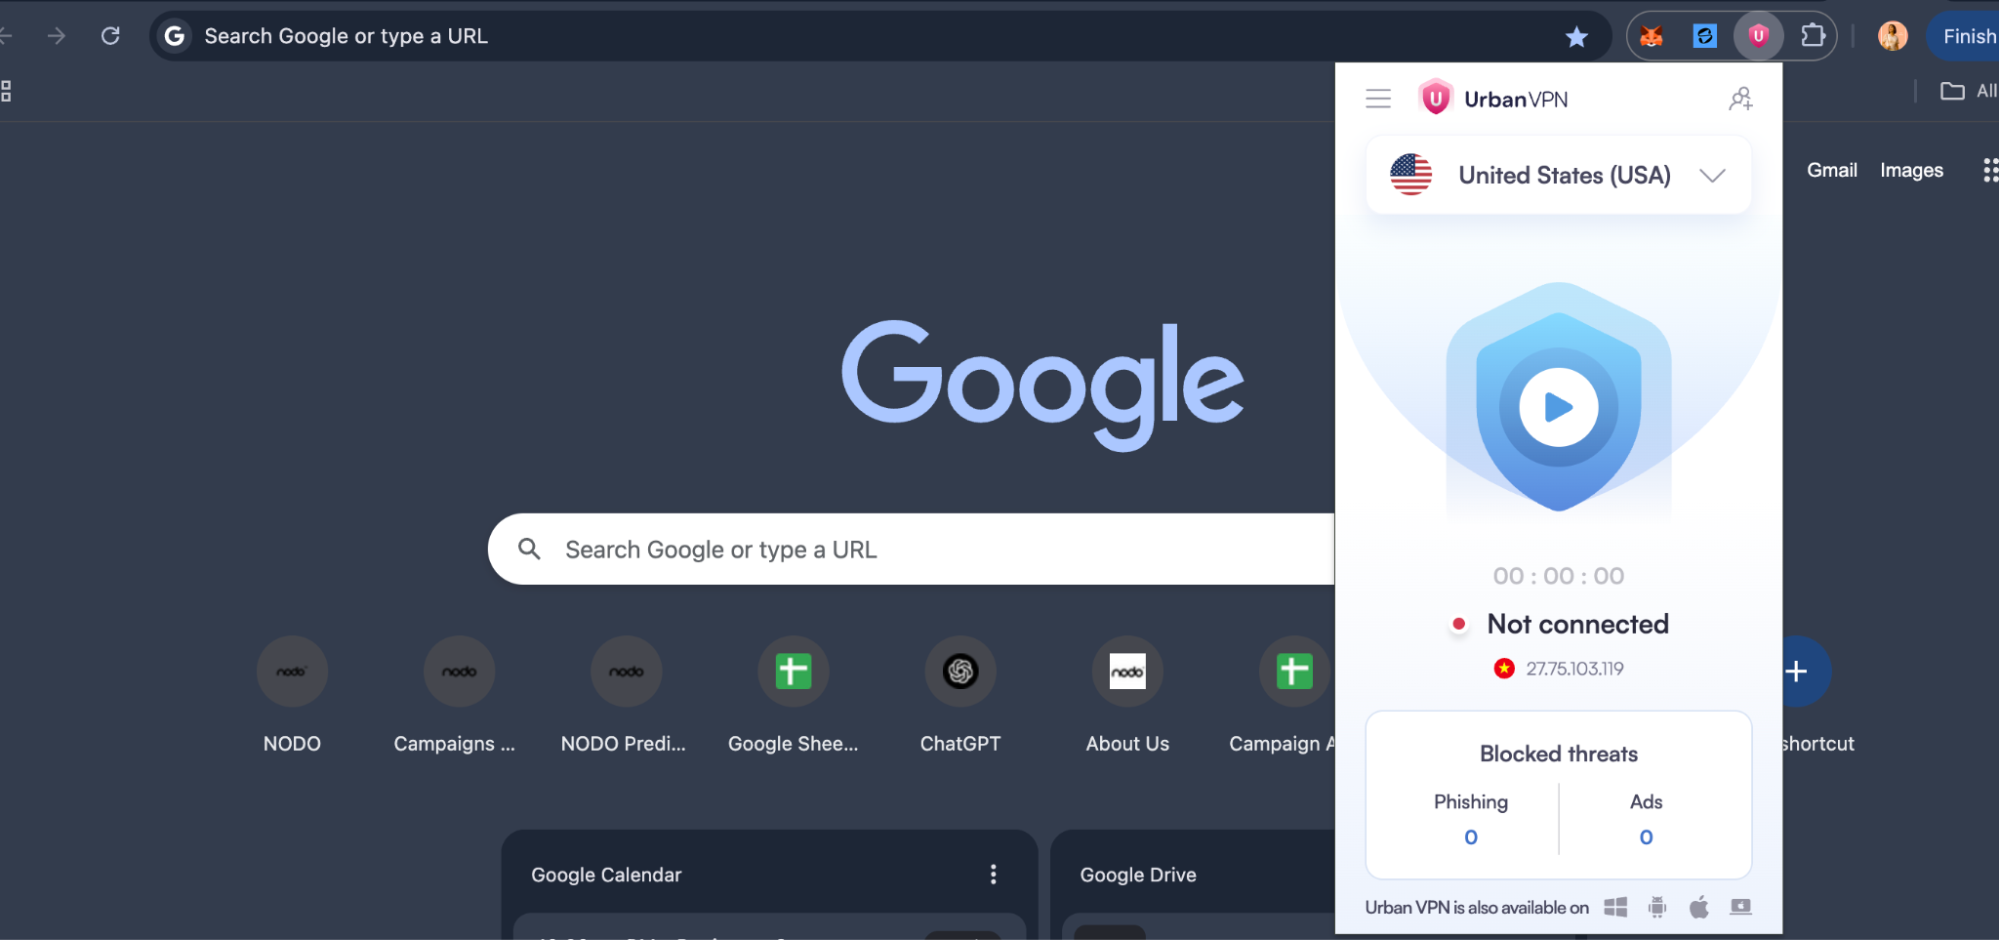 Search Google or type a URL
Finish
All
UrbanVPN
United States (USA)
Gmail
Images
Google
Search Google or type a URL
00 : 00 : 00
Not connected
27.75.103.119
nodo
nodo
nodo
nodo
NODO
Campaigns ...
NODO Predi...
Google Shee...
ChatGPT
About Us
Campaign A
shortcut
Blocked threats
Phishing
Ads
0
0
Google Calendar
Google Drive
Urban VPN is also available on